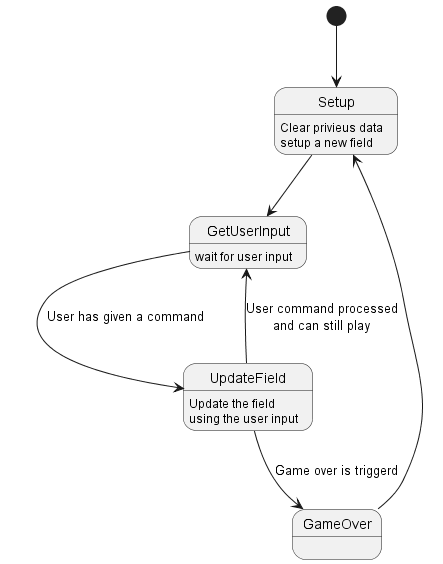 Setup
Clear privieus data
setup a new field
GetUserInput
wait for user input
User has given a command
User command processed
and can still play
UpdateField
Update the field
using the user input
Game over is triggerd
GameOver